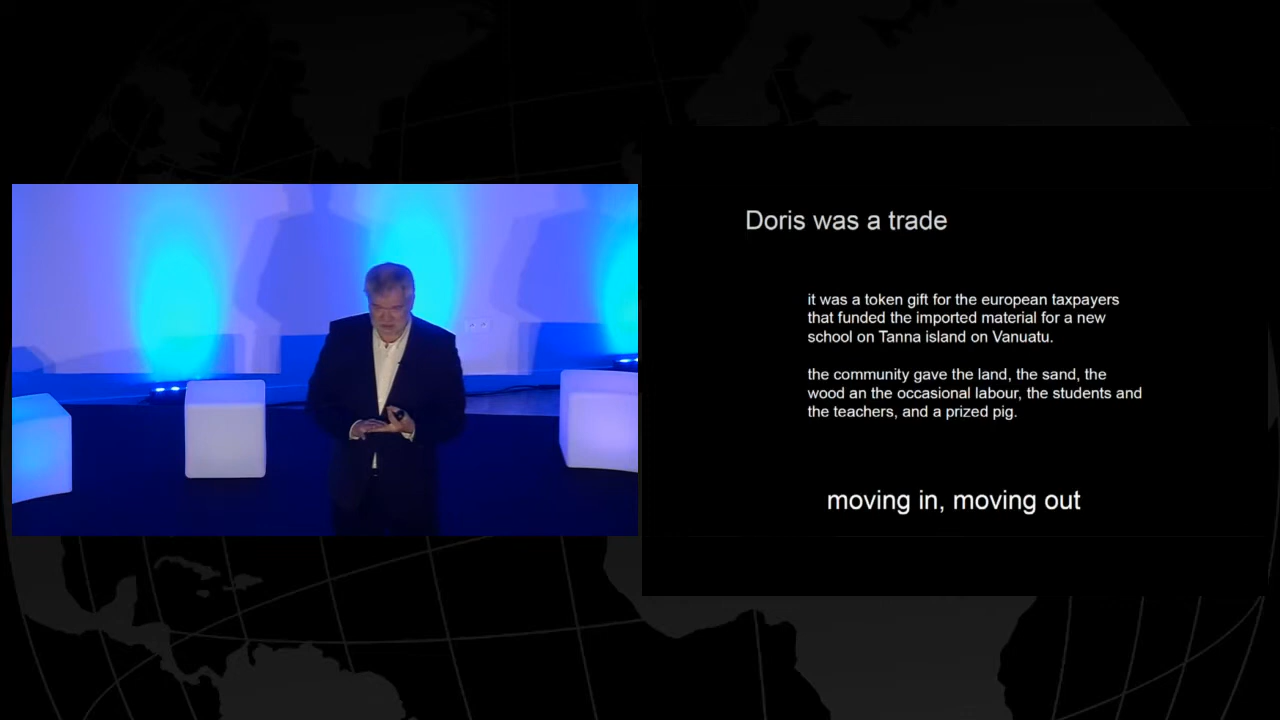 Doris was a trade
it was a token gift for the european taxpayers
that funded the imported material for a new
school on Tanna island on Vanuatu.
the community gave the land, the sand, the
wood an the occasional labour, the students and
the teachers, and a prized pig.
moving in, moving out